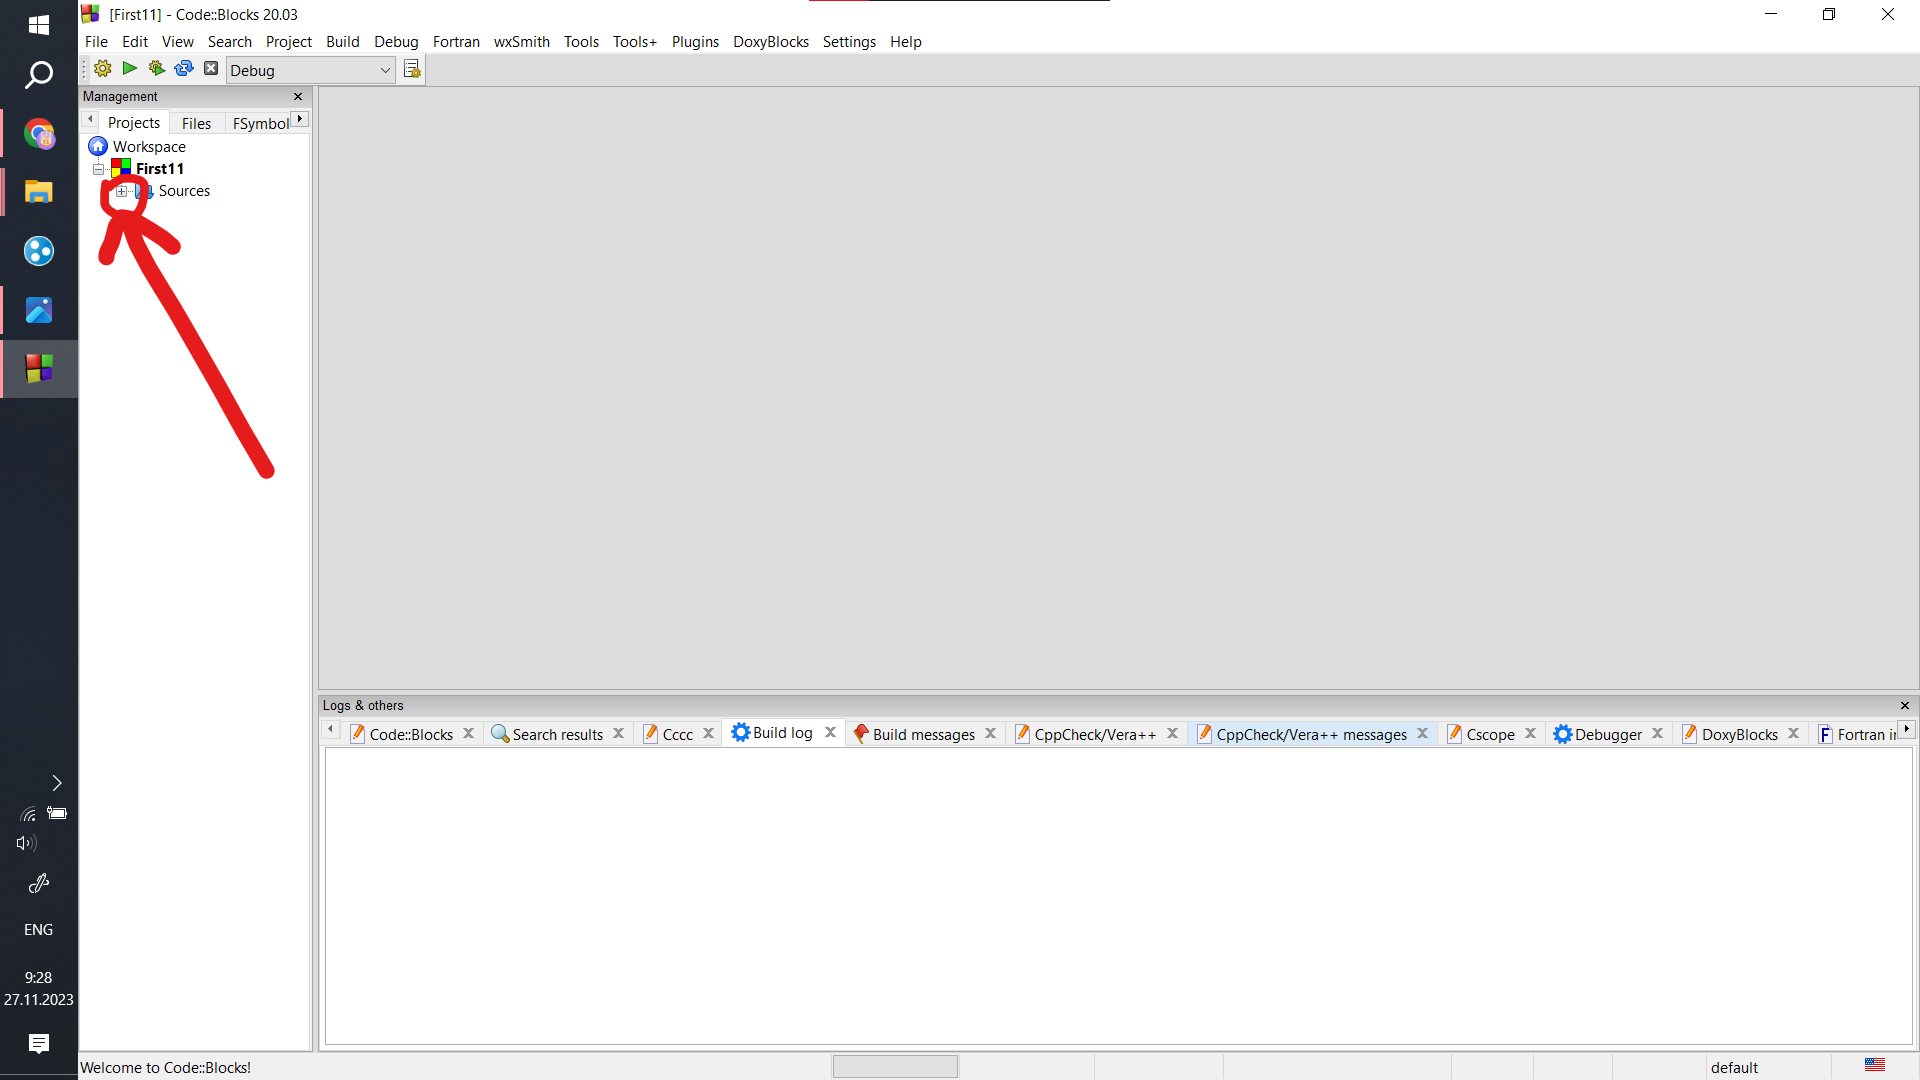 [First11] - Code::Blocks 20.03
File Edit View Search Project Build Debug Fortran wxSmith Tools Tools+ Plugins DoxyBlocks Settings Help
Debug
Management
Projects Files FSymbol
Workspace
First11
Sources
Logs & others
Code::Blocks Search results Cccc Build log Build messages CppCheck/Vera++ CppCheck/Vera++ messages Cscope Debugger DoxyBlocks F Fortran in
ENG
9:28
27.11.2023
Welcome to Code::Blocks! default